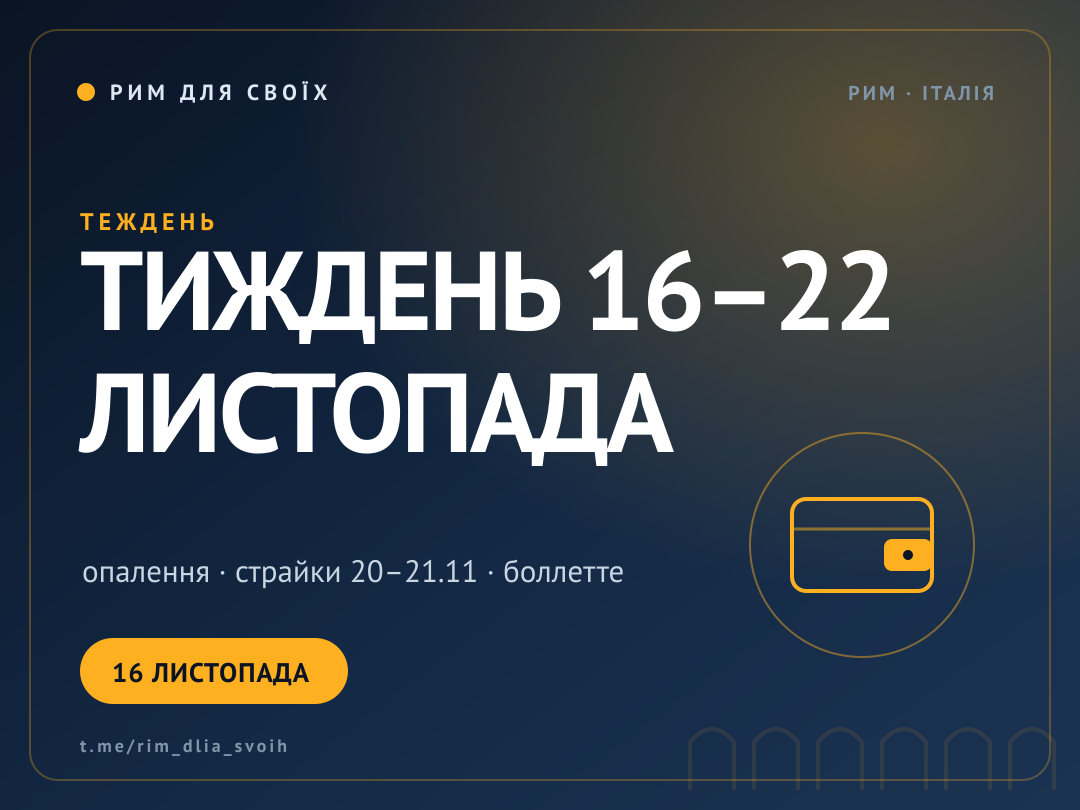 РИМ ДЛЯ СВОЇХ
РИМ · ІТАЛІЯ
ТЕЖДЕНЬ
ТИЖДЕНЬ 16–22
ЛИСТОПАДА
опалення · страйки 20–21.11 · боллетте
16 ЛИСТОПАДА
t.me/rim_dlia_svoih